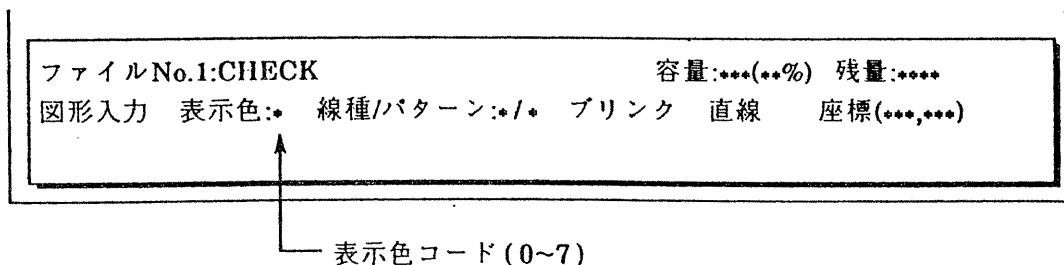 ファイルNo.1:CHECK 容量:***(**%) 残量:****
図形入力 表示色:* 線種/パターン:*/* ブリンク 直線 座標(***,***)
表示色コード(0~7)